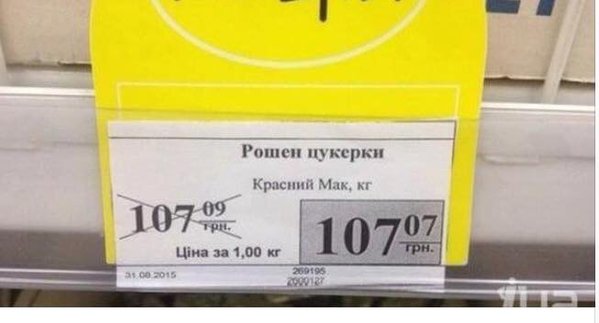 Рошен цукерки
Красний Мак, кг
107 09 грн.
107 07 грн.
Ціна за 1,00 кг
31.08.2015
269195
2600127